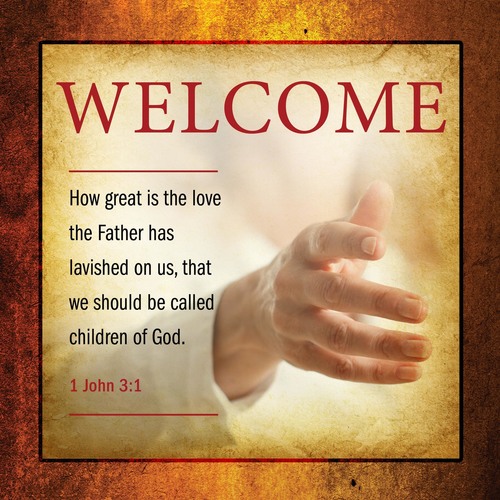 WELCOME
How great is the love
the Father has
lavished on us, that
we should be called
children of God.
1 John 3:1